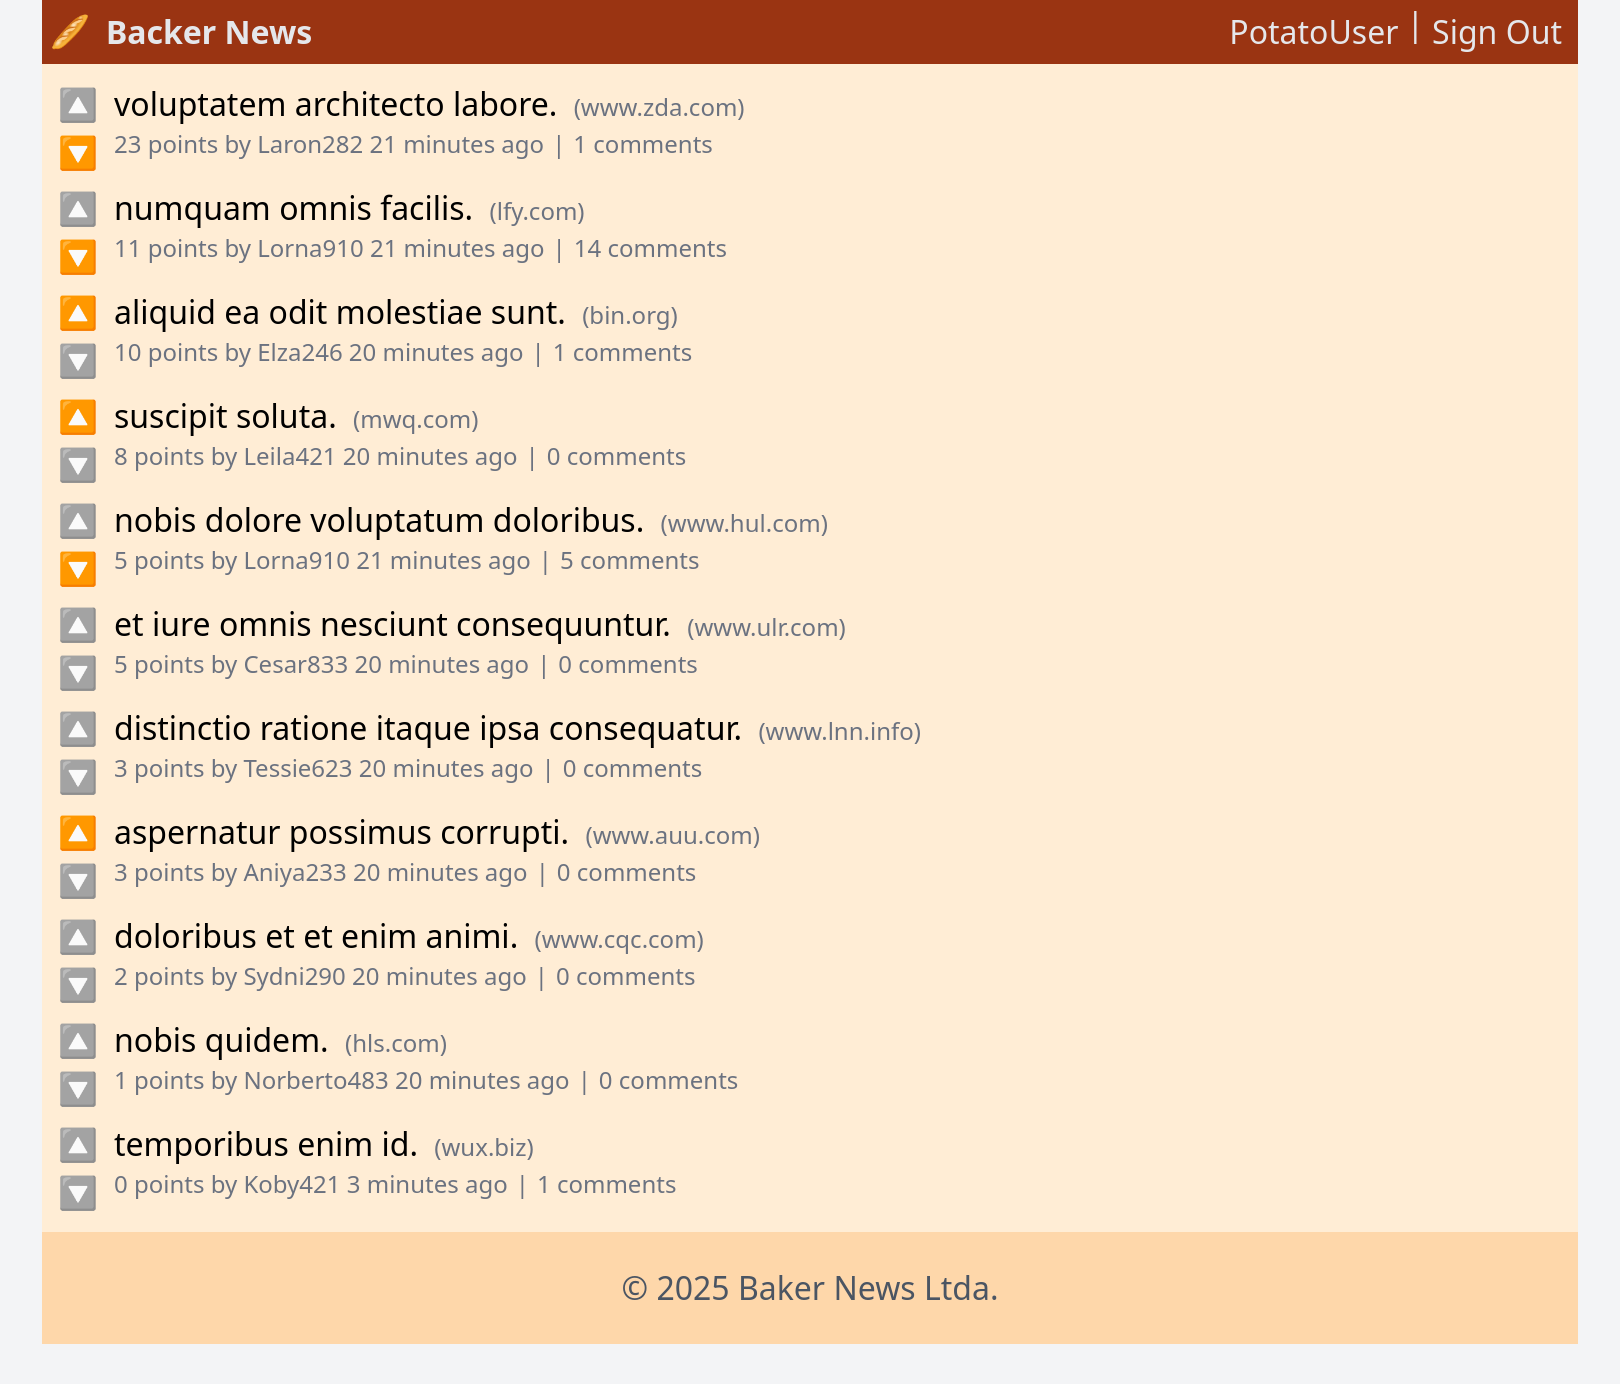 Backer News PotatoUser | Sign Out
voluptatem architecto labore. (www.zda.com)
23 points by Laron282 21 minutes ago | 1 comments
numquam omnis facilis. (lfy.com)
11 points by Lorna910 21 minutes ago | 14 comments
aliquid ea odit molestiae sunt. (bin.org)
10 points by Elza246 20 minutes ago | 1 comments
suscipit soluta. (mwq.com)
8 points by Leila421 20 minutes ago | 0 comments
nobis dolore voluptatum doloribus. (www.hul.com)
5 points by Lorna910 21 minutes ago | 5 comments
et iure omnis nesciunt consequuntur. (www.ulr.com)
5 points by Cesar833 20 minutes ago | 0 comments
distinctio ratione itaque ipsa consequatur. (www.lnn.info)
3 points by Tessie623 20 minutes ago | 0 comments
aspernatur possimus corrupti. (www.auu.com)
3 points by Aniya233 20 minutes ago | 0 comments
doloribus et et enim animi. (www.cqc.com)
2 points by Sydni290 20 minutes ago | 0 comments
nobis quidem. (hls.com)
1 points by Norberto483 20 minutes ago | 0 comments
temporibus enim id. (wux.biz)
0 points by Koby421 3 minutes ago | 1 comments
© 2025 Baker News Ltda.